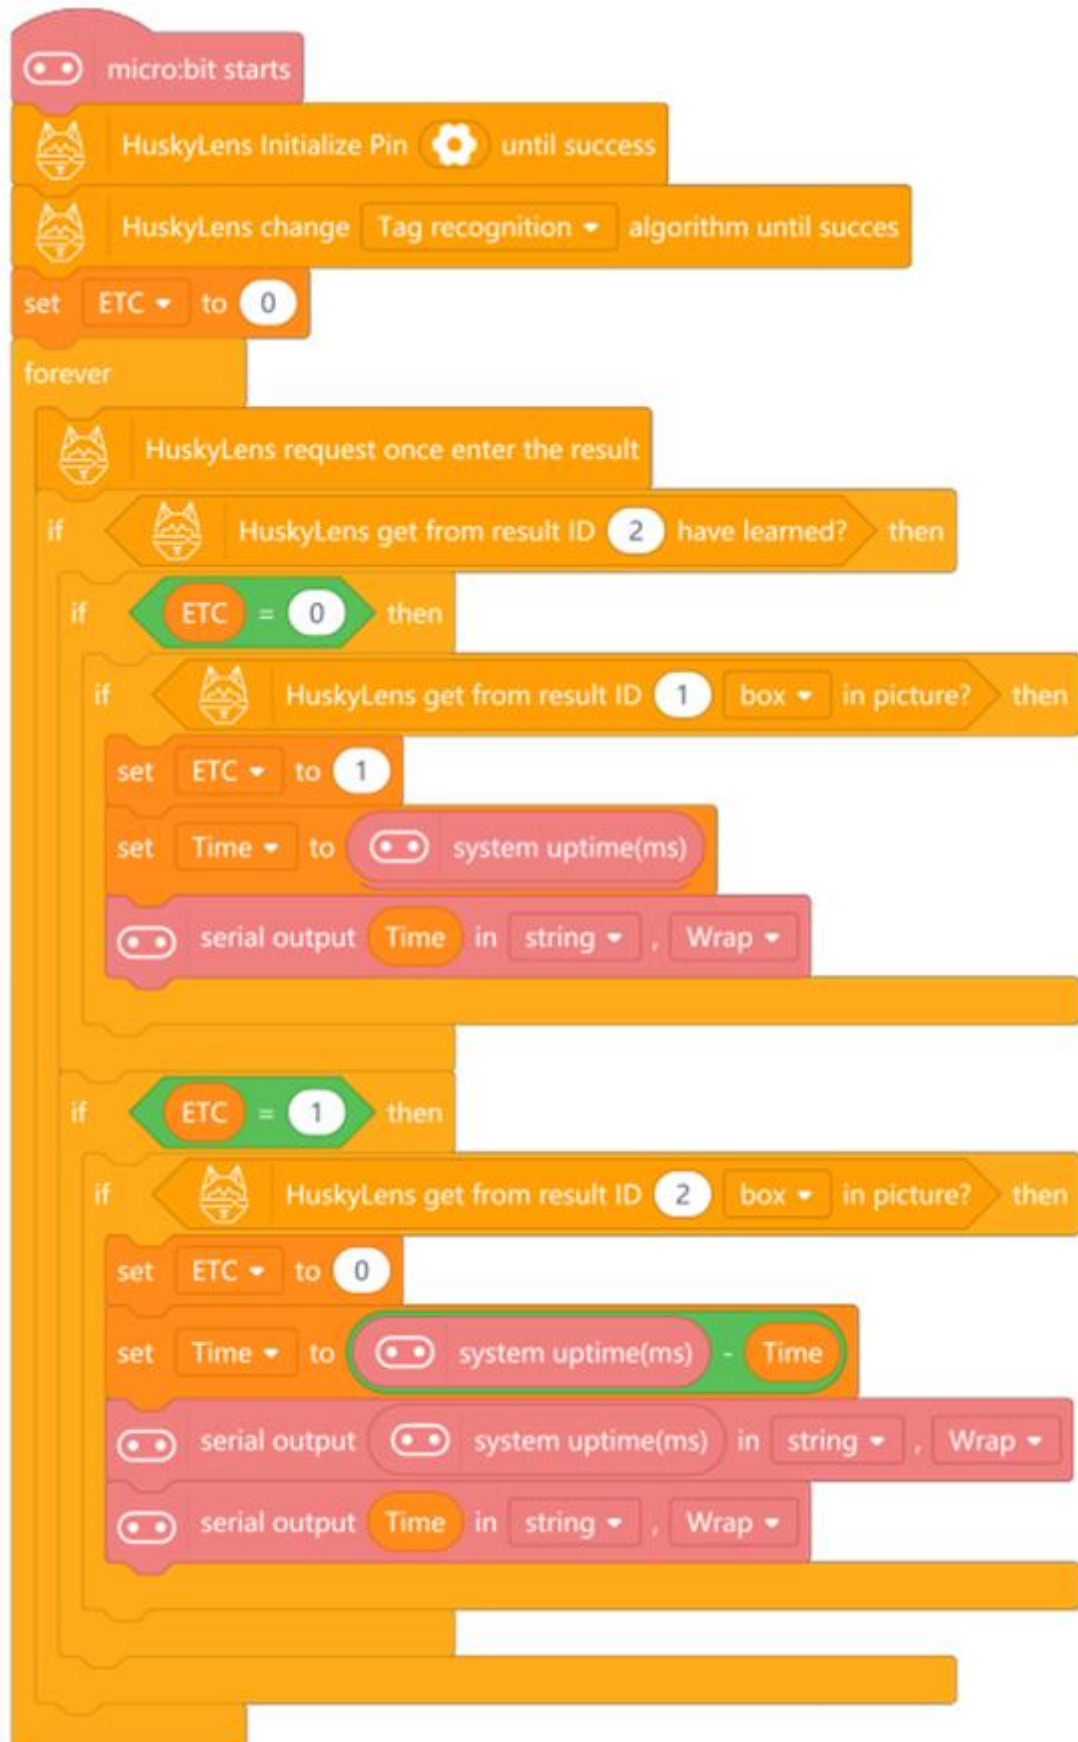 micro:bit starts
HuskyLens Initialize Pin until success
HuskyLens change Tag recognition algorithm until succes
set ETC to 0
forever
HuskyLens request once enter the result
if HuskyLens get from result ID 2 have learned? then
if ETC = 0 then
if HuskyLens get from result ID 1 box in picture? then
set ETC to 1
set Time to system uptime(ms)
serial output Time in string , Wrap
if ETC = 1 then
if HuskyLens get from result ID 2 box in picture? then
set ETC to 0
set Time to system uptime(ms) - Time
serial output system uptime(ms) in string , Wrap
serial output Time in string , Wrap